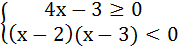 4x − 3 ≥ 0
(x − 2)(x − 3) < 0